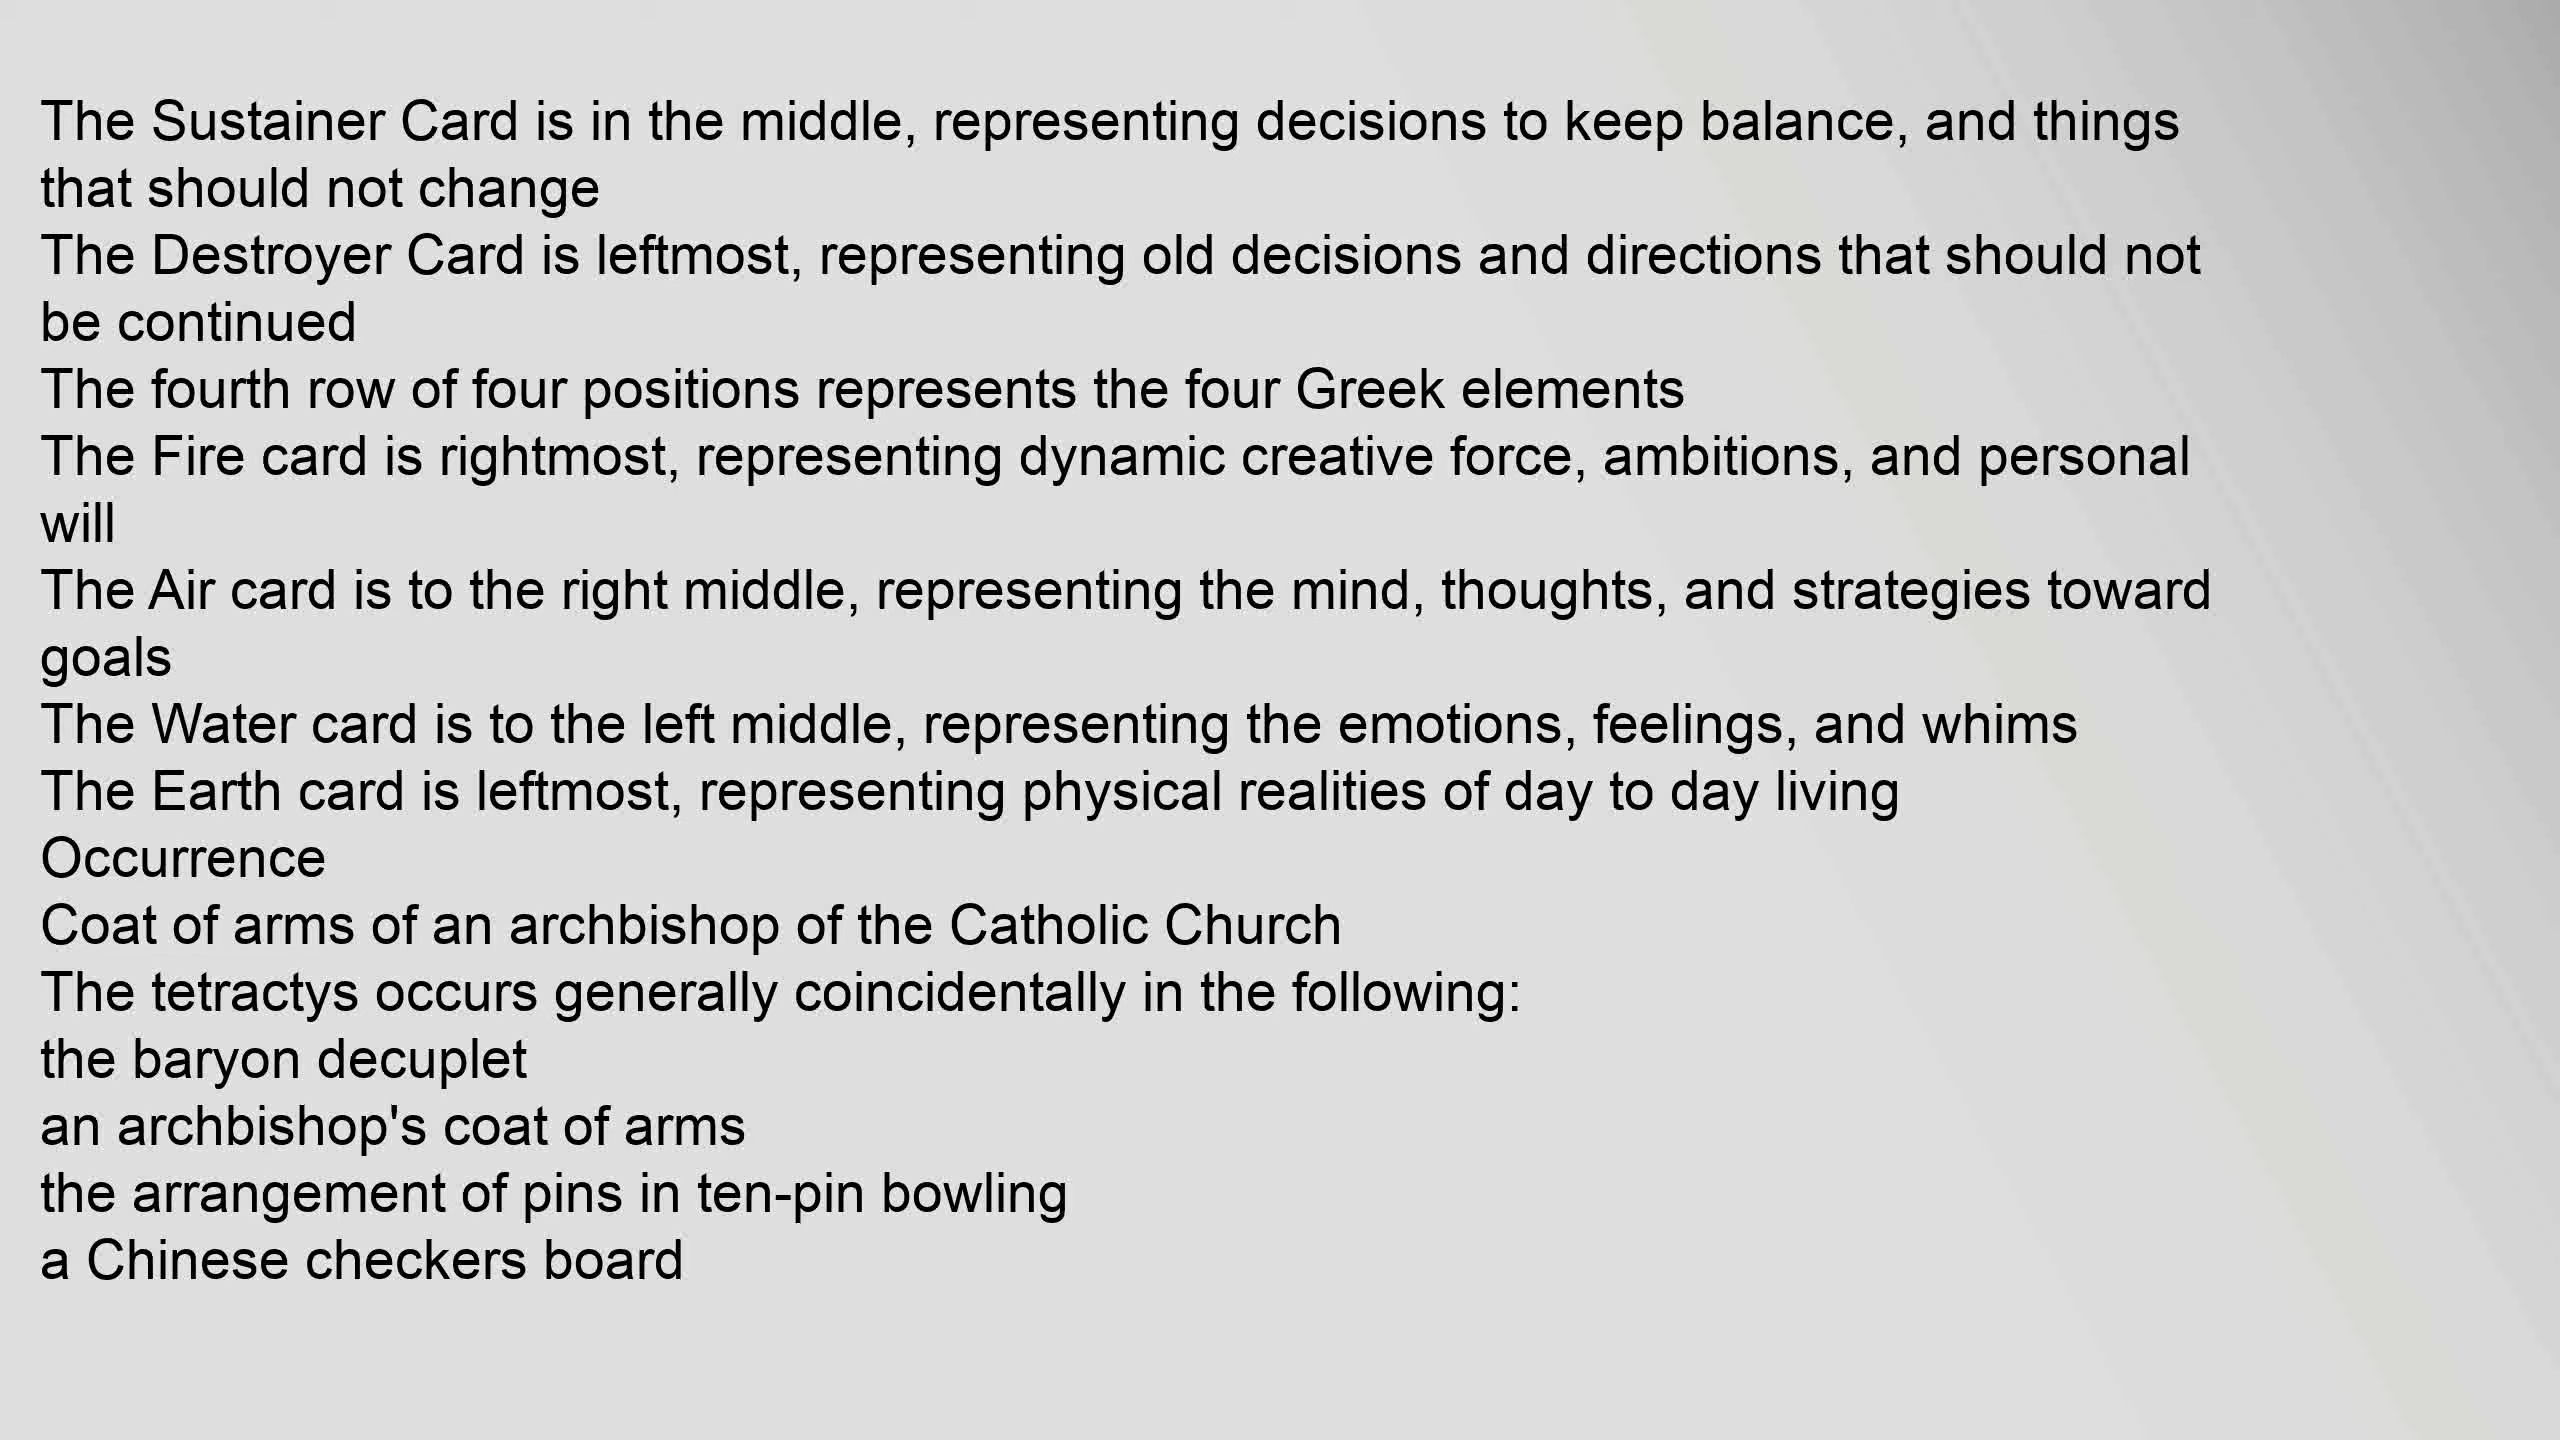 The Sustainer Card is in the middle, representing decisions to keep balance, and things
that should not change
The Destroyer Card is leftmost, representing old decisions and directions that should not
be continued
The fourth row of four positions represents the four Greek elements
The Fire card is rightmost, representing dynamic creative force, ambitions, and personal
will
The Air card is to the right middle, representing the mind, thoughts, and strategies toward
goals
The Water card is to the left middle, representing the emotions, feelings, and whims
The Earth card is leftmost, representing physical realities of day to day living
Occurrence
Coat of arms of an archbishop of the Catholic Church
The tetractys occurs generally coincidentally in the following:
the baryon decuplet
an archbishop's coat of arms
the arrangement of pins in ten-pin bowling
a Chinese checkers board